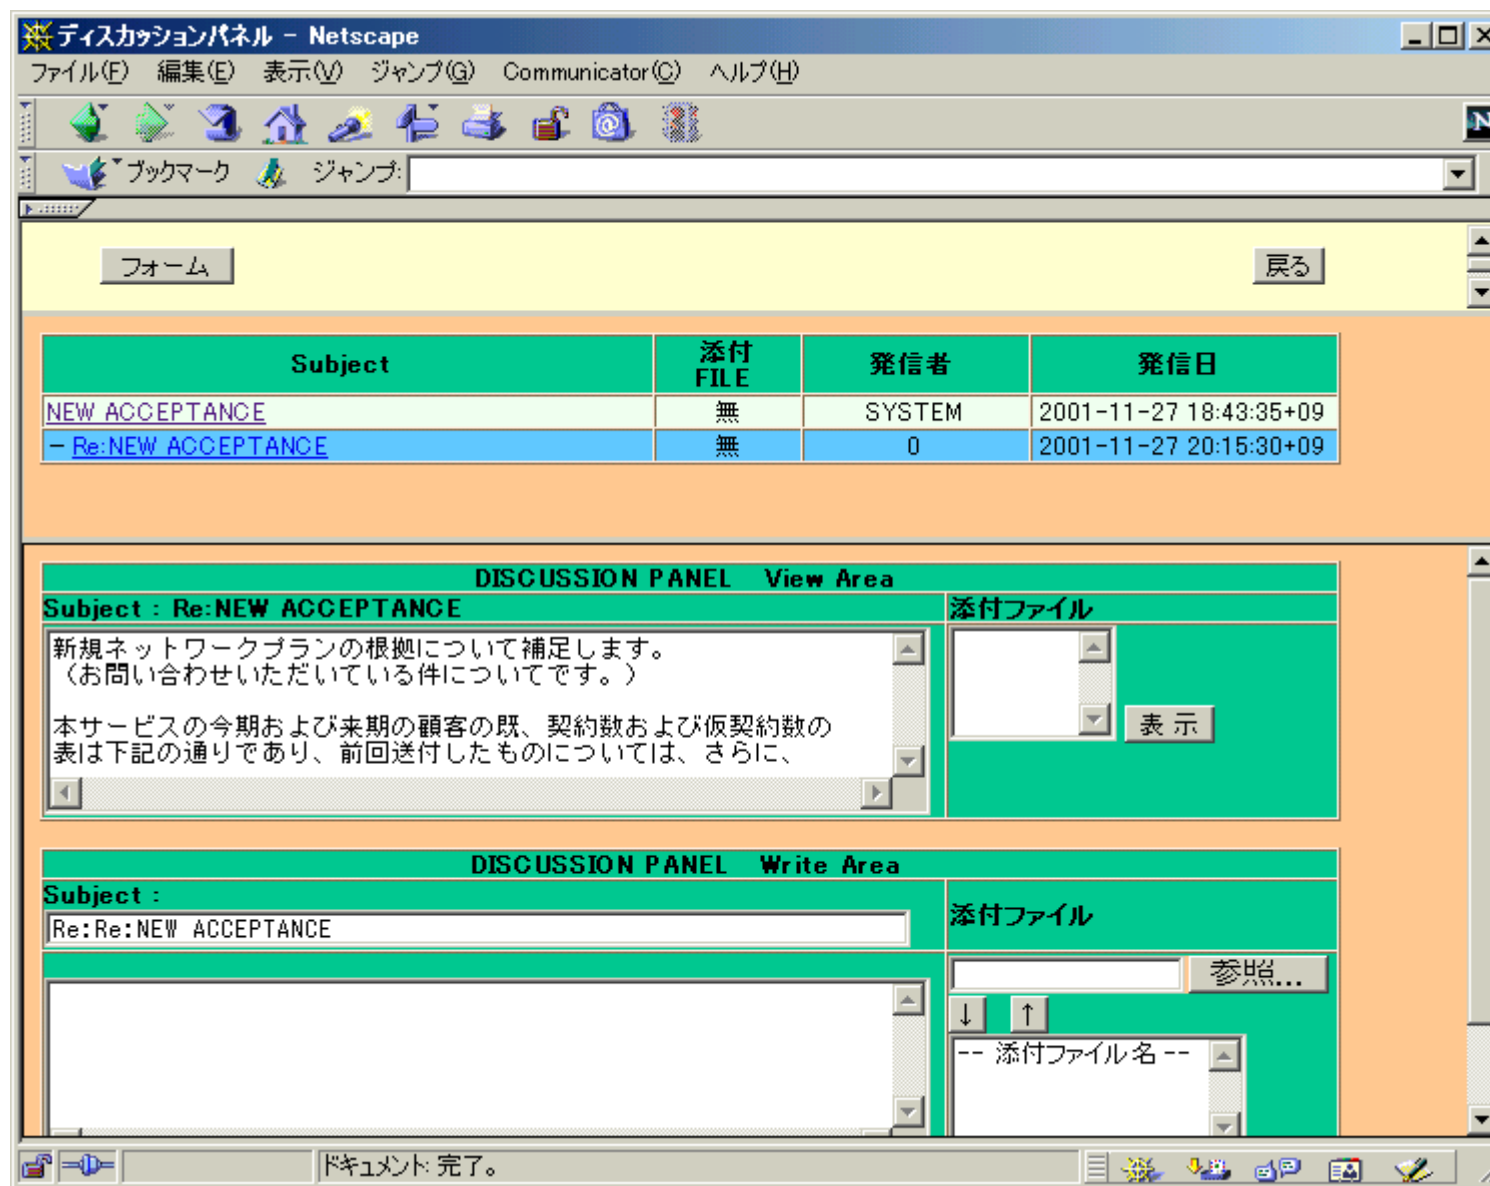 ディスカッションパネル - Netscape
ファイル(F) 編集(E) 表示(V) ジャンプ(G) Communicator(C) ヘルプ(H)
N
ブックマーク ジャンプ:
フォーム 戻る
Subject 添付 FILE 発信者 発信日
NEW ACCEPTANCE 無 SYSTEM 2001-11-27 18:43:35+09
- Re:NEW ACCEPTANCE 無 0 2001-11-27 20:15:30+09
DISCUSSION PANEL View Area
Subject : Re:NEW ACCEPTANCE 添付ファイル
新規ネットワークプランの根拠について補足します。
（お問い合わせいただいている件についてです。）
本サービスの今期および来期の顧客の既、契約数および仮契約数の
表は下記の通りであり、前回送付したものについては、さらに、
表 示
DISCUSSION PANEL Write Area
Subject :
Re:Re:NEW ACCEPTANCE
添付ファイル
参照...
↓ ↑
-- 添付ファイル名 --
ドキュメント: 完了。